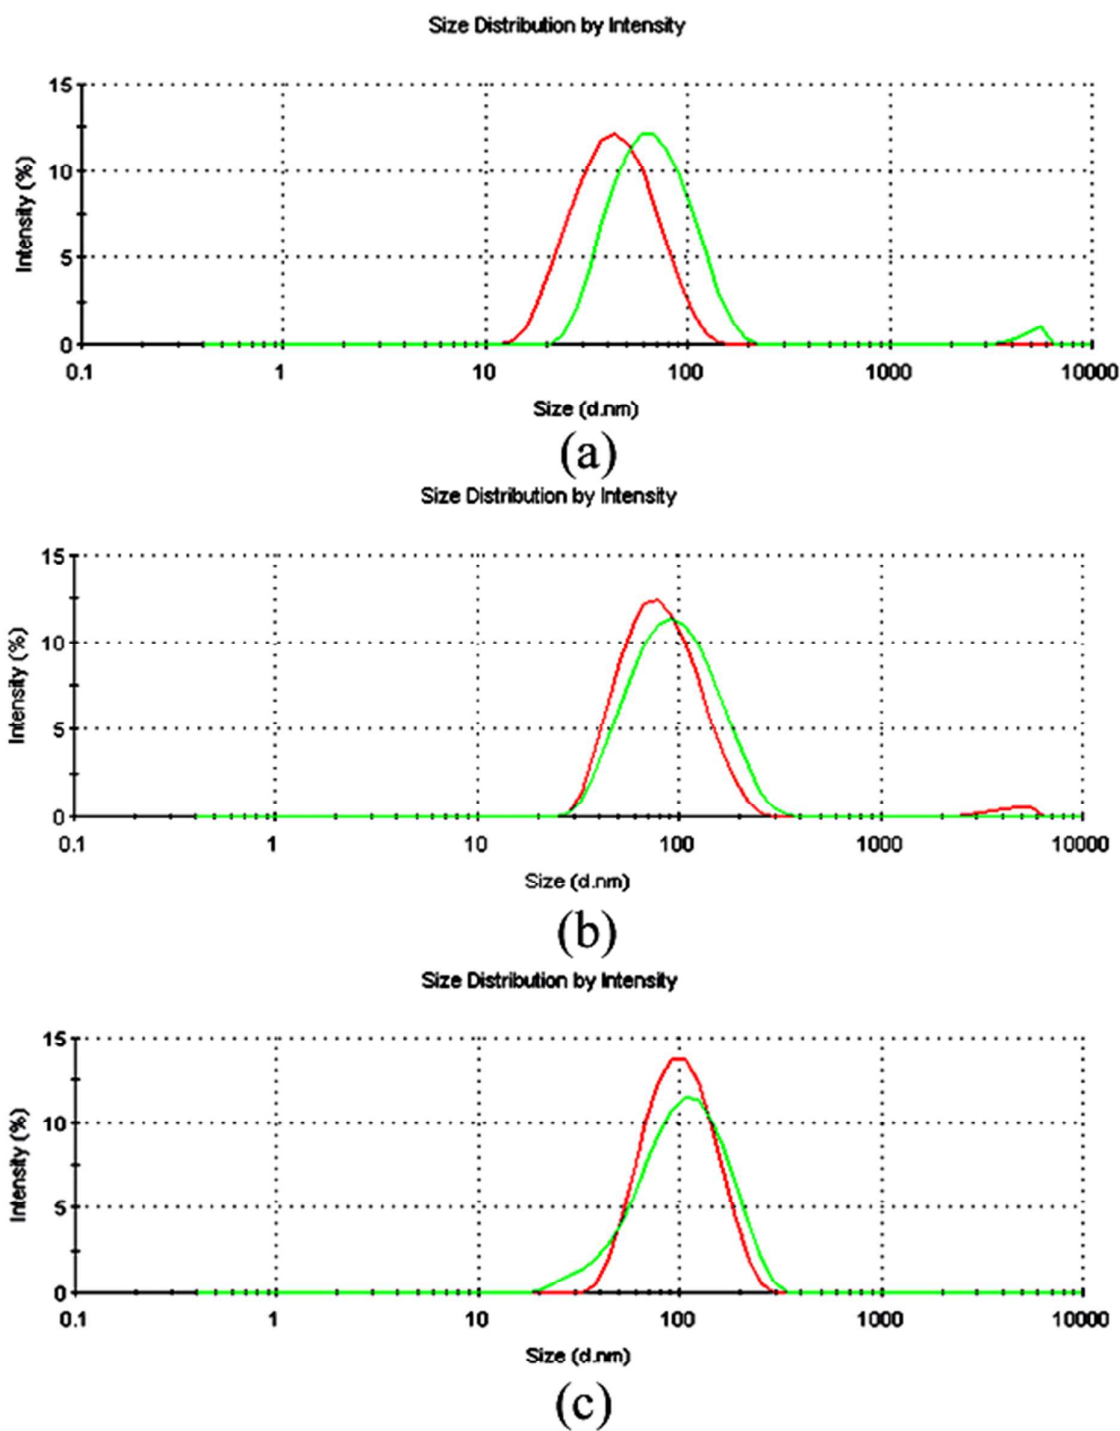 Size Distribution by Intensity
15
10
5
0
Intensity (%)
0.1 1 10 100 1000 10000
Size (d.nm)
(a)
Size Distribution by Intensity
15
10
5
0
Intensity (%)
0.1 1 10 100 1000 10000
Size (d.nm)
(b)
Size Distribution by Intensity
15
10
5
0
Intensity (%)
0.1 1 10 100 1000 10000
Size (d.nm)
(c)